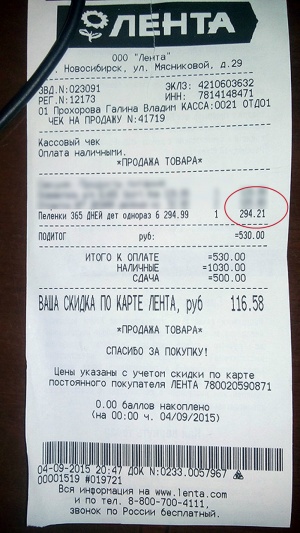 ЛЕНТА
ООО "Лента"
. Новосибирск, ул. Мясниковой, д.29
ЗВД.N:023091 ЭКЛЗ: 4210603632
РЕГ.N:12173 ИНН: 7814148471
01 Прохорова Галина Владим КАССА:0021 ОТД01
ЧЕК НА ПРОДАЖУ N:41719
Кассовый чек
Оплата наличными.
*ПРОДАЖА ТОВАРА*
Пеленки 365 ДНЕЙ дет однораз 6 294.99 1 294.21
ПОДИТОГ руб: =530.00
ИТОГО К ОПЛАТЕ =530.00
НАЛИЧНЫЕ =1030.00
СДАЧА =500.00
ВАША СКИДКА ПО КАРТЕ ЛЕНТА, руб 116.58
*ПРОДАЖА ТОВАРА*
СПАСИБО ЗА ПОКУПКУ!
Цены указаны с учетом скидки по карте
постоянного покупателя ЛЕНТА 780020590871
0.00 баллов накоплено
(на 00:00 ч. 04/09/2015)
04-09-2015 20:47 ДОК N:0233.0057967
00001519 #019721
Вся информация на www.lenta.com
и по тел. 8-800-700-4111,
звонок по России бесплатный.